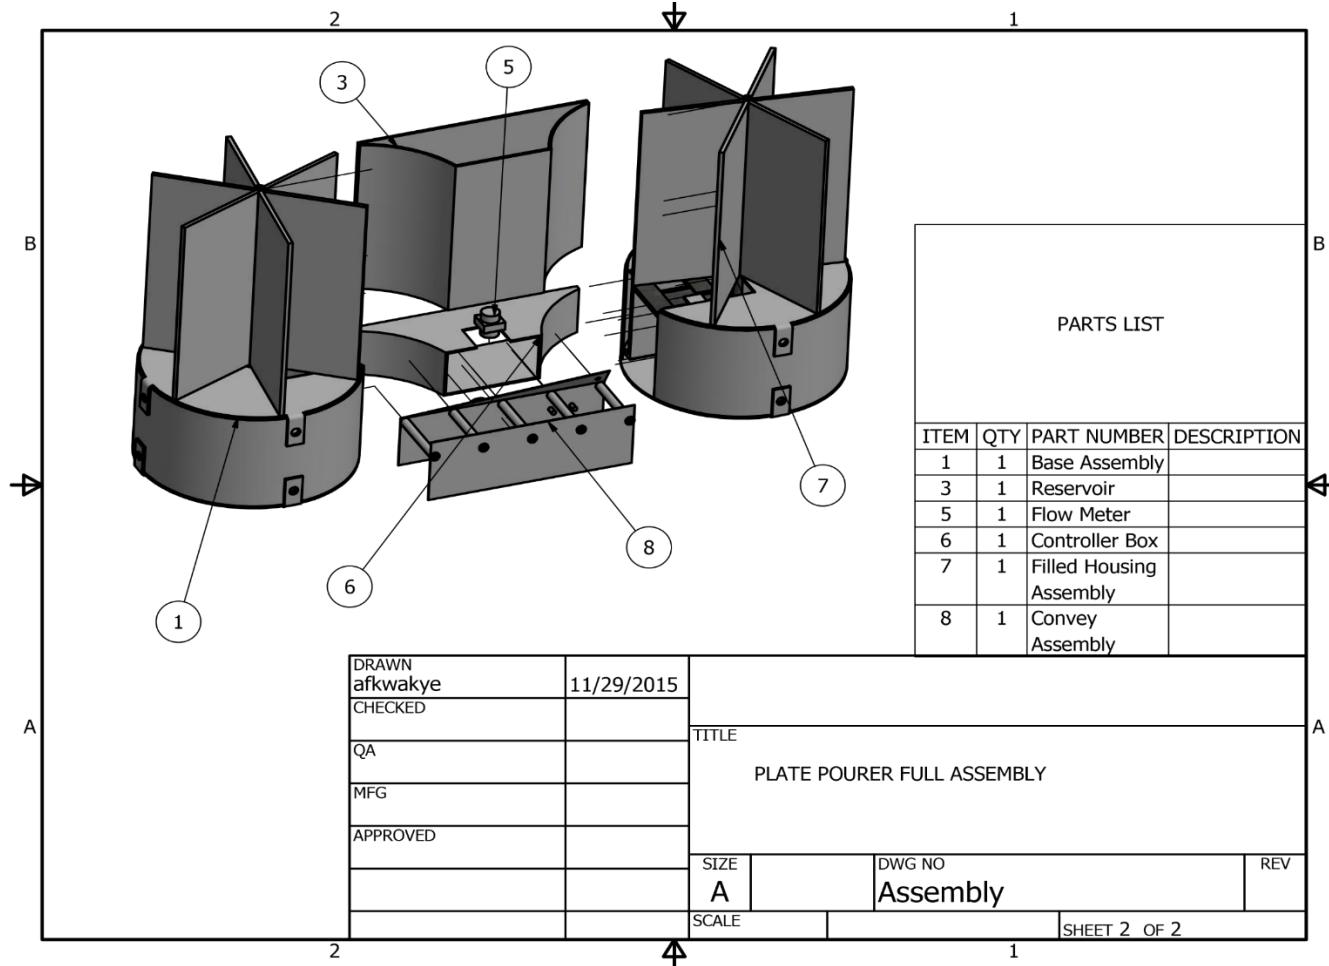 2
1
3
5
B
B
PARTS LIST
ITEM QTY PART NUMBER DESCRIPTION
1 1 Base Assembly
3 1 Reservoir
5 1 Flow Meter
6 1 Controller Box
7 1 Filled Housing
Assembly
8 1 Convey
Assembly
7
8
6
1
DRAWN
afkwakye 11/29/2015
CHECKED
QA
MFG
APPROVED
A
A
TITLE
PLATE POURER FULL ASSEMBLY
SIZE
A
DWG NO
Assembly
REV
SCALE
SHEET 2 OF 2
2
1